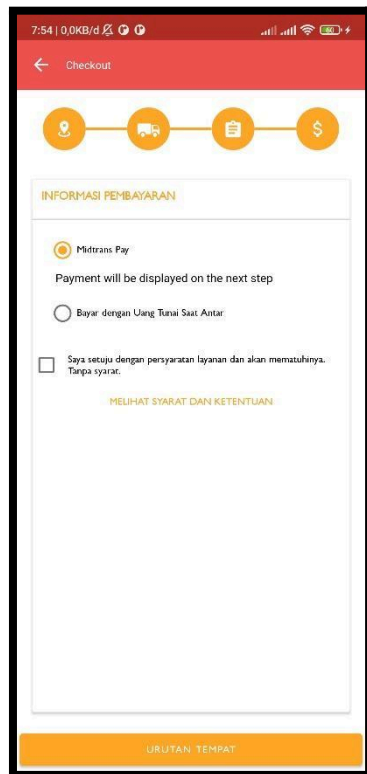 7:54 | 0,0KB/d
60
Checkout
INFORMASI PEMBAYARAN
Midtrans Pay
Payment will be displayed on the next step
Bayar dengan Uang Tunai Saat Antar
Saya setuju dengan persyaratan layanan dan akan mematuhinya.
Tanpa syarat.
MELIHAT SYARAT DAN KETENTUAN
URUTAN TEMPAT